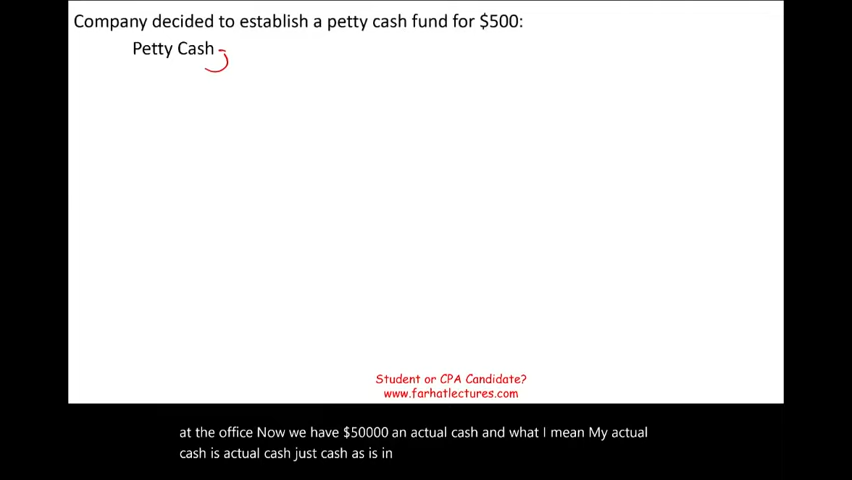 Company decided to establish a petty cash fund for $500:
Petty Cash
Student or CPA Candidate?
www.farhatlectures.com
at the office Now we have $50000 an actual cash and what I mean My actual
cash is actual cash just cash as is in